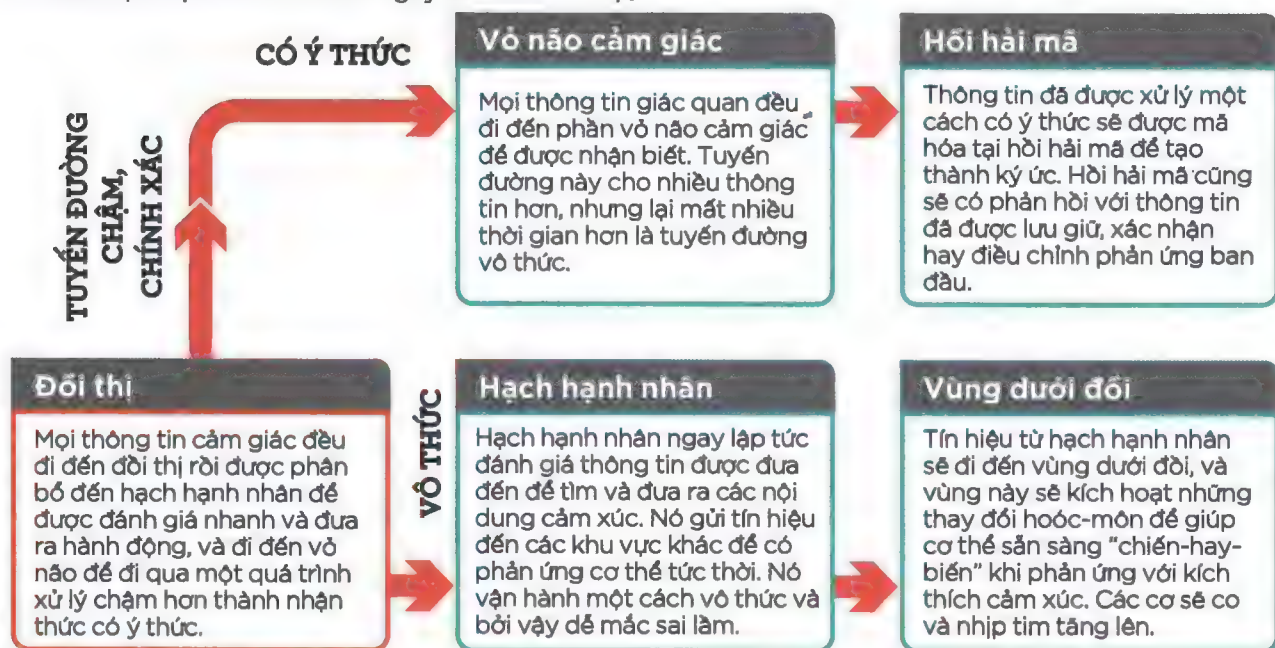 CÓ Ý THỨC
TUYẾN ĐƯỜNG
CHẬM,
CHÍNH XÁC
Vỏ não cảm giác
Mọi thông tin giác quan đều
đi đến phần vỏ não cảm giác
để được nhận biết. Tuyến
đường này cho nhiều thông
tin hơn, nhưng lại mất nhiều
thời gian hơn là tuyến đường
vô thức.
Hồi hải mã
Thông tin đã được xử lý một
cách có ý thức sẽ được mã
hóa tại hồi hải mã để tạo
thành ký ức. Hồi hải mã cũng
sẽ có phản hồi với thông tin
đã được lưu giữ, xác nhận
hay điều chỉnh phản ứng ban
đầu.
Đồi thị
Mọi thông tin cảm giác đều
đi đến đồi thị rồi được phân
bổ đến hạch hạnh nhân để
được đánh giá nhanh và đưa
ra hành động, và đi đến vỏ
não để đi qua một quá trình
xử lý chậm hơn thành nhận
thức có ý thức.
VÔ THỨC
Hạch hạnh nhân
Hạch hạnh nhân ngay lập tức
đánh giá thông tin được đưa
đến để tìm và đưa ra các nội
dung cảm xúc. Nó gửi tín hiệu
đến các khu vực khác để có
phản ứng cơ thể tức thời. Nó
vận hành một cách vô thức và
bởi vậy dễ mắc sai lầm.
Vùng dưới đồi
Tín hiệu từ hạch hạnh nhân
sẽ đi đến vùng dưới đồi, và
vùng này sẽ kích hoạt những
thay đổi hoóc-môn để giúp
cơ thể sẵn sàng "chiến-hay-
biến" khi phản ứng với kích
thích cảm xúc. Các cơ sẽ co
và nhịp tim tăng lên.